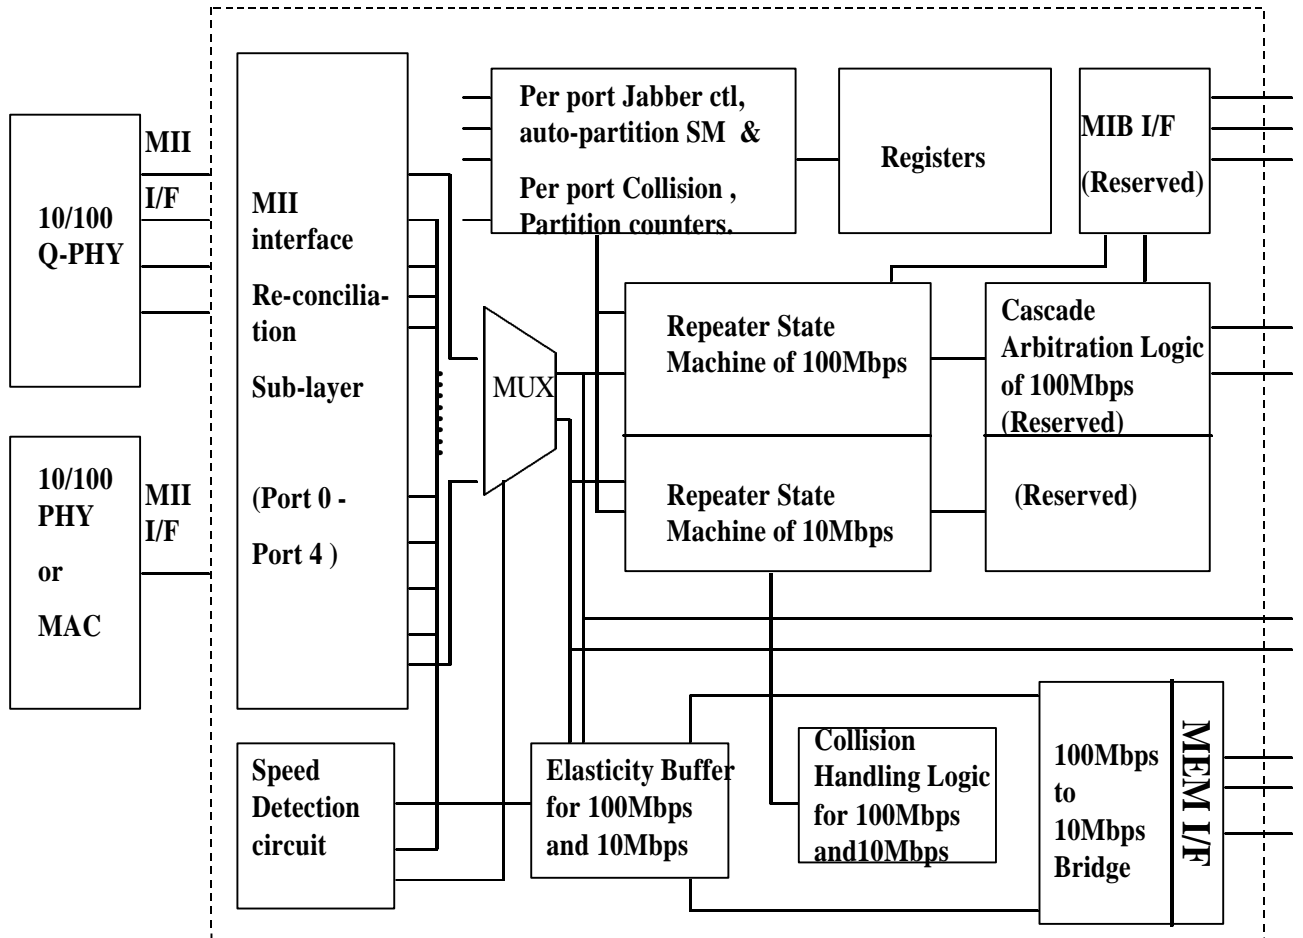 10/100
Q-PHY
MII
I/F
10/100
PHY
or
MAC
MII
I/F
MII
interface
Re-concilia-
tion
Sub-layer
(Port 0 -
Port 4 )
Speed
Detection
circuit
MUX
Per port Jabber ctl,
auto-partition SM &
Per port Collision ,
Partition counters.
Registers
MIB I/F
(Reserved)
Repeater State
Machine of 100Mbps
Repeater State
Machine of 10Mbps
Cascade
Arbitration Logic
of 100Mbps
(Reserved)
(Reserved)
Elasticity Buffer
for 100Mbps
and 10Mbps
Collision
Handling Logic
for 100Mbps
and10Mbps
100Mbps
to
10Mbps
Bridge
MEM I/F